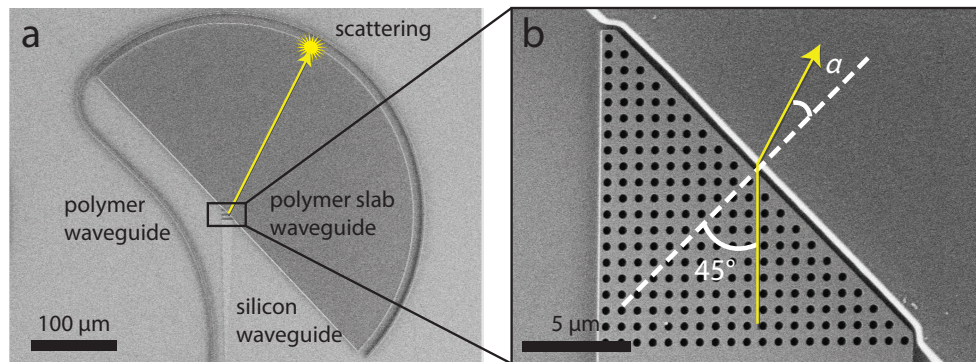 a
scattering
polymer
waveguide
polymer slab
waveguide
silicon
waveguide
100 μm
b
α
45°
5 μm